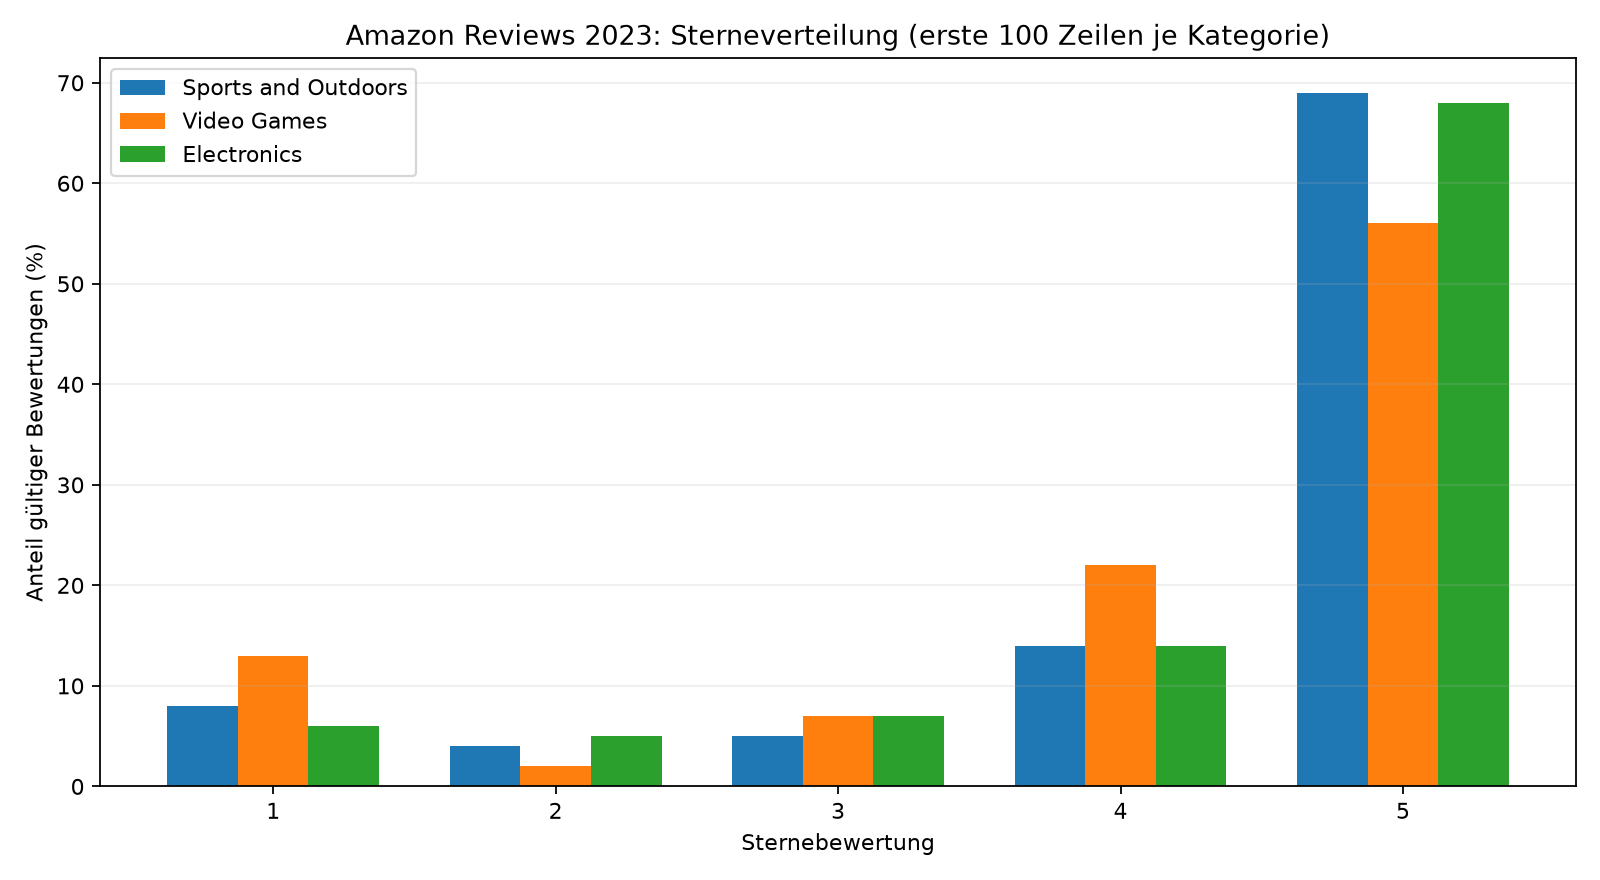 Amazon Reviews 2023: Sterneverteilung (erste 100 Zeilen je Kategorie)
Sports and Outdoors
Video Games
Electronics
Anteil gültiger Bewertungen (%)
70
60
50
40
30
20
10
0
1 2 3 4 5
Sternebewertung